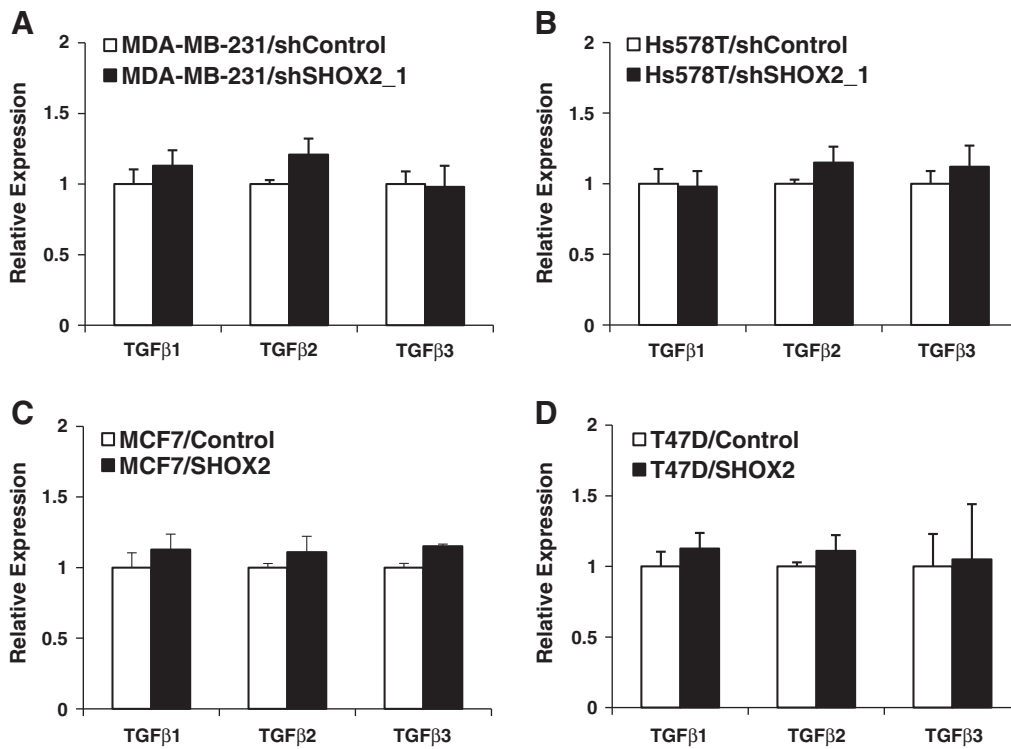 A
MDA-MB-231/shControl
MDA-MB-231/shSHOX2_1
Relative Expression
2
1.5
1
0.5
0
TGFβ1 TGFβ2 TGFβ3
B
Hs578T/shControl
Hs578T/shSHOX2_1
Relative Expression
2
1.5
1
0.5
0
TGFβ1 TGFβ2 TGFβ3
C
MCF7/Control
MCF7/SHOX2
Relative Expression
2
1.5
1
0.5
0
TGFβ1 TGFβ2 TGFβ3
D
T47D/Control
T47D/SHOX2
Relative Expression
2
1.5
1
0.5
0
TGFβ1 TGFβ2 TGFβ3